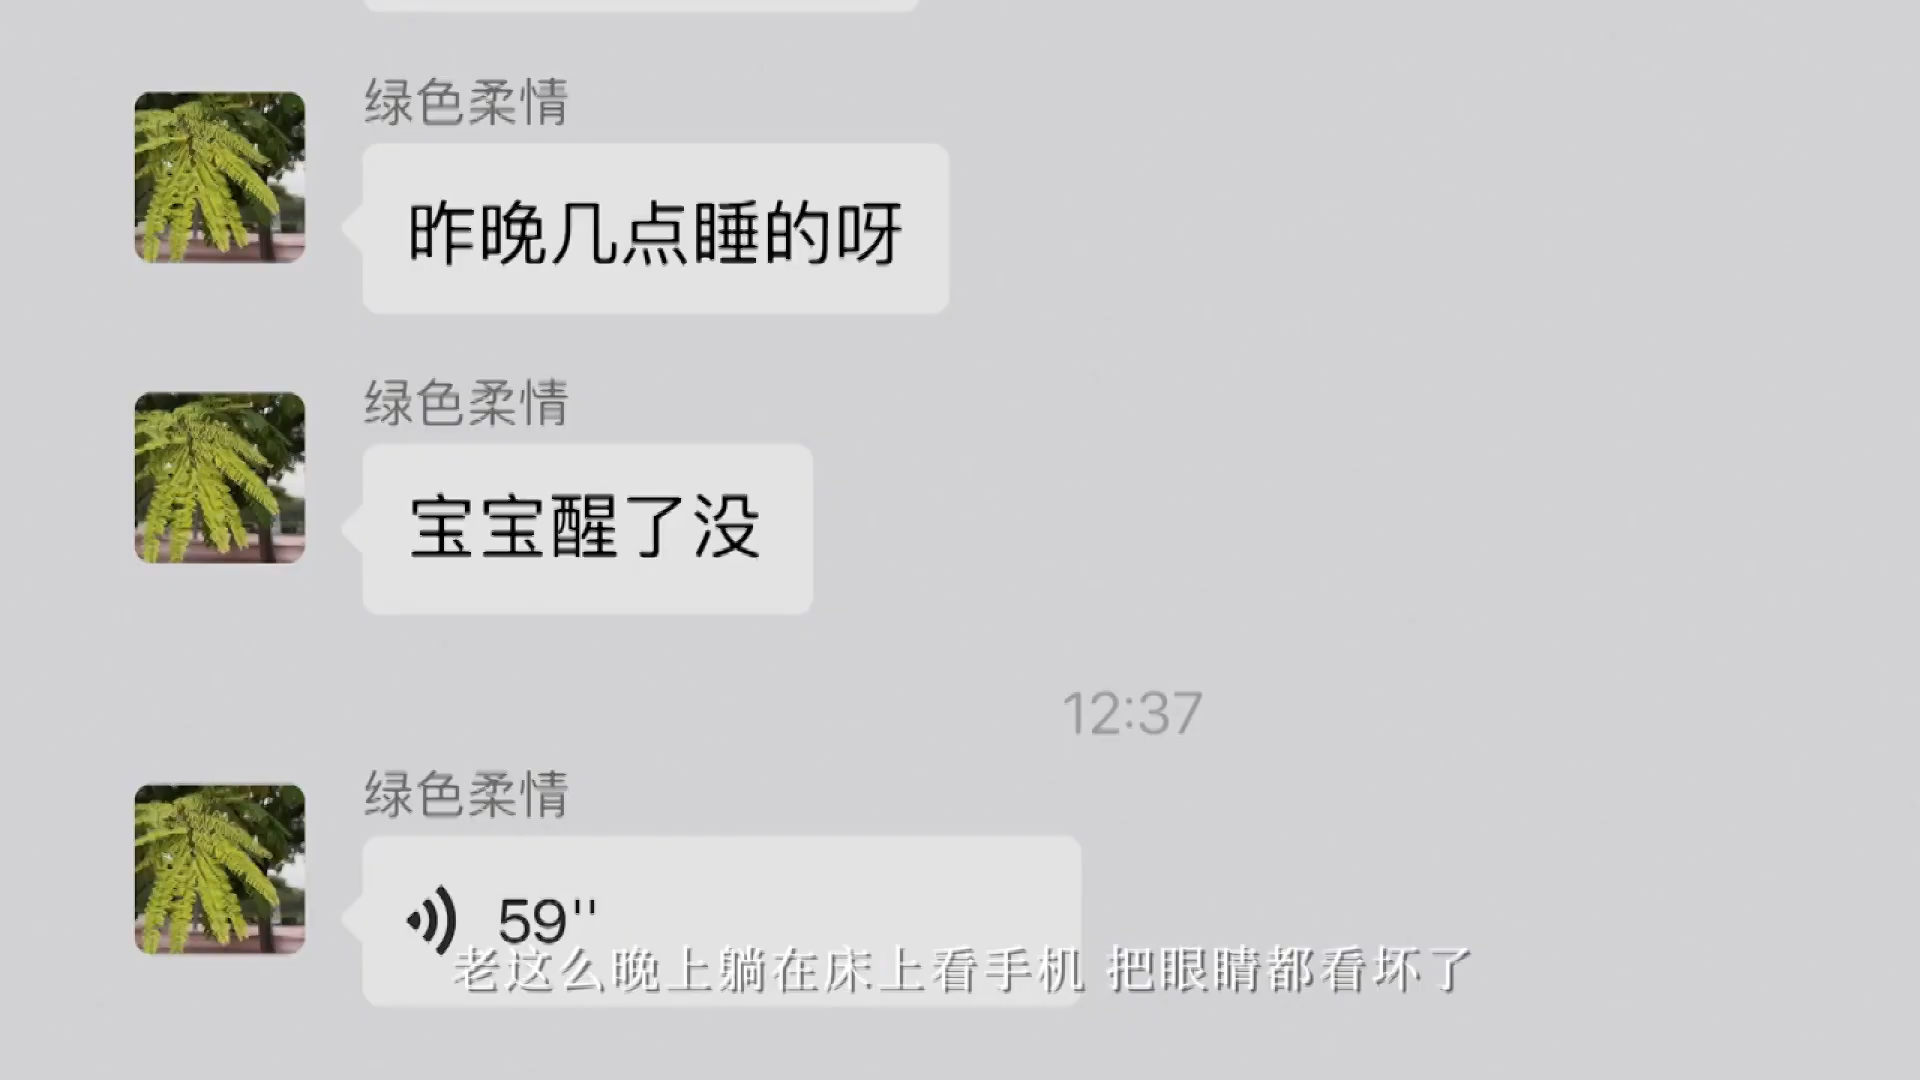 绿色柔情
昨晚几点睡的呀
绿色柔情
宝宝醒了没
12:37
绿色柔情
59''
老这么晚上躺在床上看手机 把眼睛都看坏了